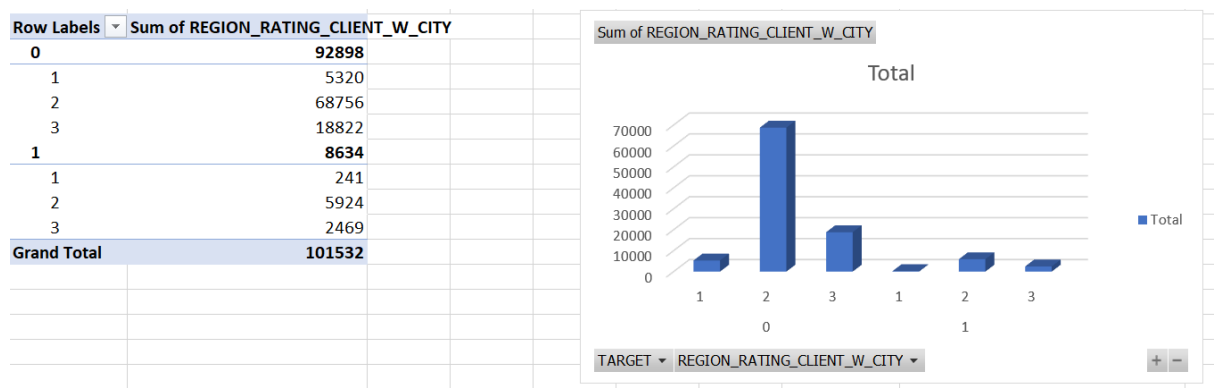 Row Labels Sum of REGION_RATING_CLIENT_W_CITY
0 92898
1 5320
2 68756
3 18822
1 8634
1 241
2 5924
3 2469
Grand Total 101532
Sum of REGION_RATING_CLIENT_W_CITY
Total
70000
60000
50000
40000
30000
20000
10000
0
1 2 3 1 2 3
0 1
Total
TARGET REGION_RATING_CLIENT_W_CITY + −